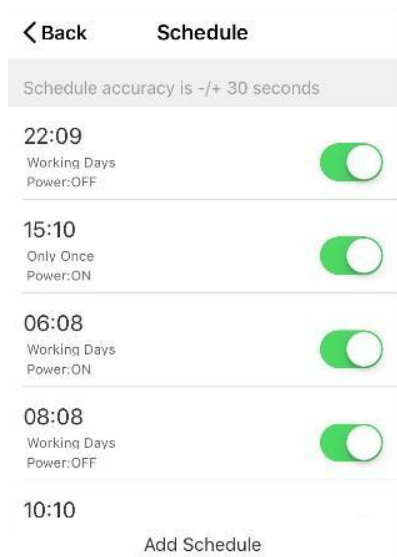 Back Schedule
Schedule accuracy is -/+ 30 seconds
22:09
Working Days
Power:OFF
15:10
Only Once
Power:ON
06:08
Working Days
Power:ON
08:08
Working Days
Power:OFF
10:10
Add Schedule